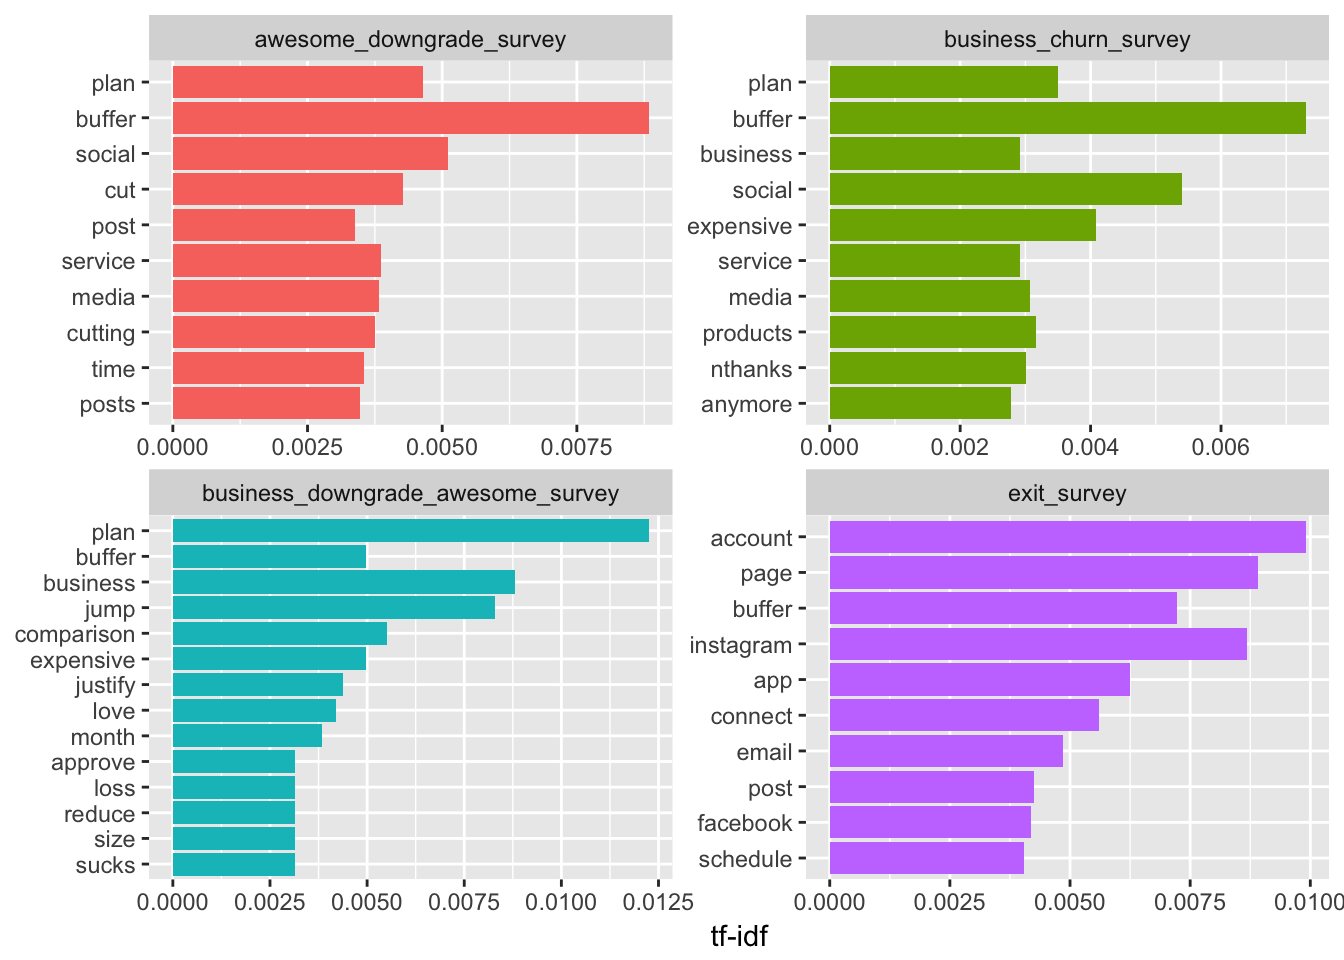 awesome_downgrade_survey
plan
buffer
social
cut
post
service
media
cutting
time
posts
0.0000 0.0025 0.0050 0.0075
business_churn_survey
plan
buffer
business
social
expensive
service
media
products
nthanks
anymore
0.000 0.002 0.004 0.006
business_downgrade_awesome_survey
plan
buffer
business
jump
comparison
expensive
justify
love
month
approve
loss
reduce
size
sucks
0.0000 0.0025 0.0050 0.0075 0.0100 0.0125
exit_survey
account
page
buffer
instagram
app
connect
email
post
facebook
schedule
0.0000 0.0025 0.0050 0.0075 0.0100
tf-idf